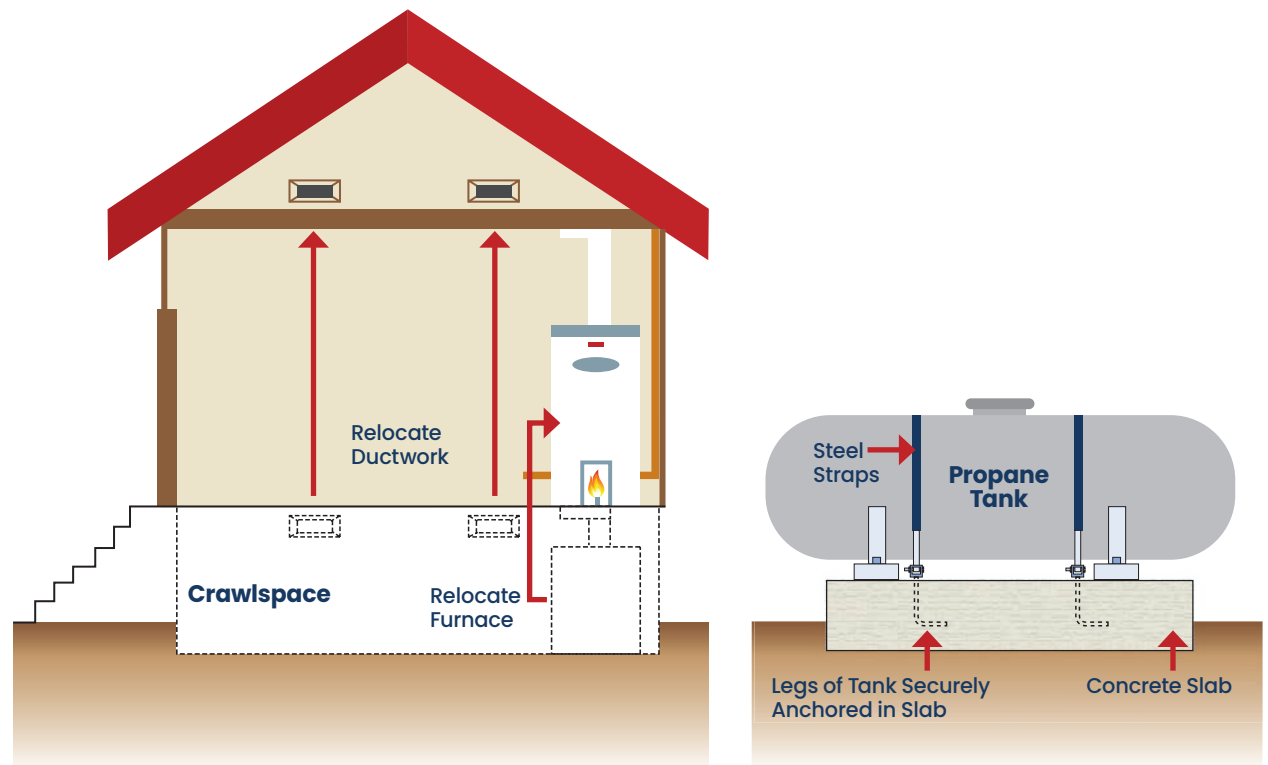 Relocate
Ductwork
Crawlspace
Relocate
Furnace
Steel
Straps
Propane
Tank
Legs of Tank Securely
Anchored in Slab
Concrete Slab